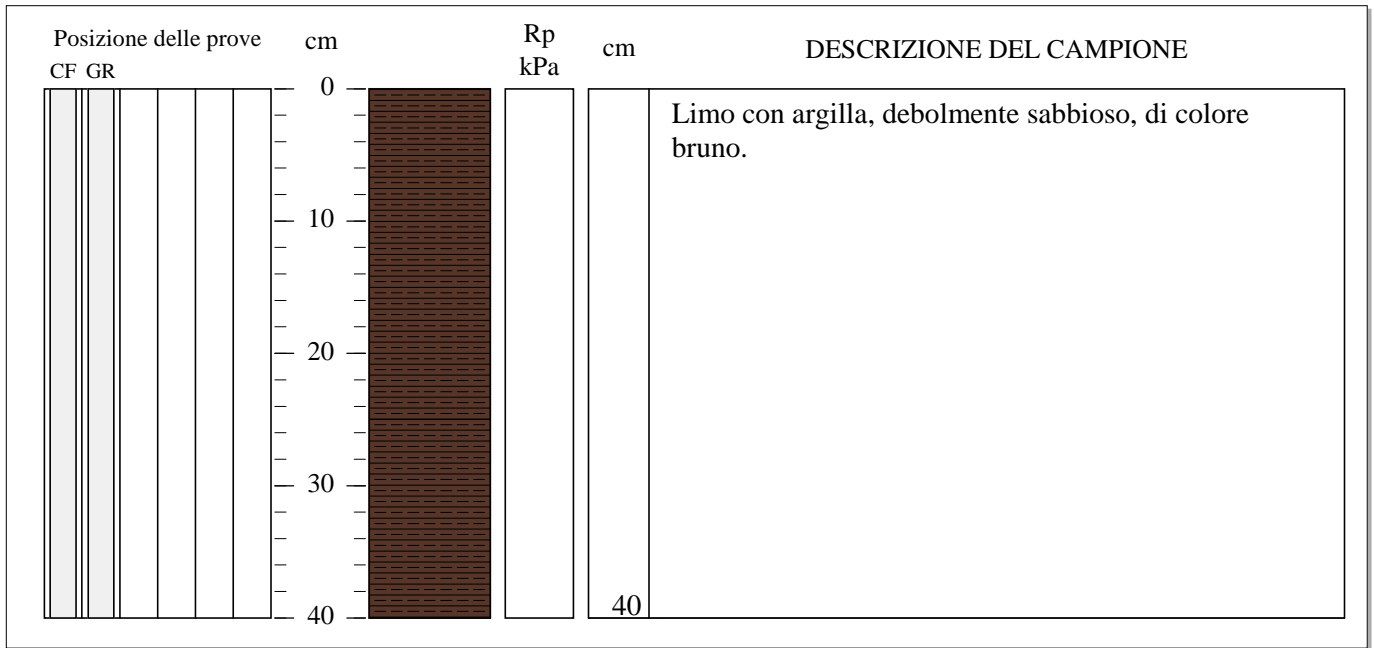 Posizione delle prove
CF GR
cm
Rp
kPa
cm
DESCRIZIONE DEL CAMPIONE
0
10
20
30
40
40
Limo con argilla, debolmente sabbioso, di colore
bruno.